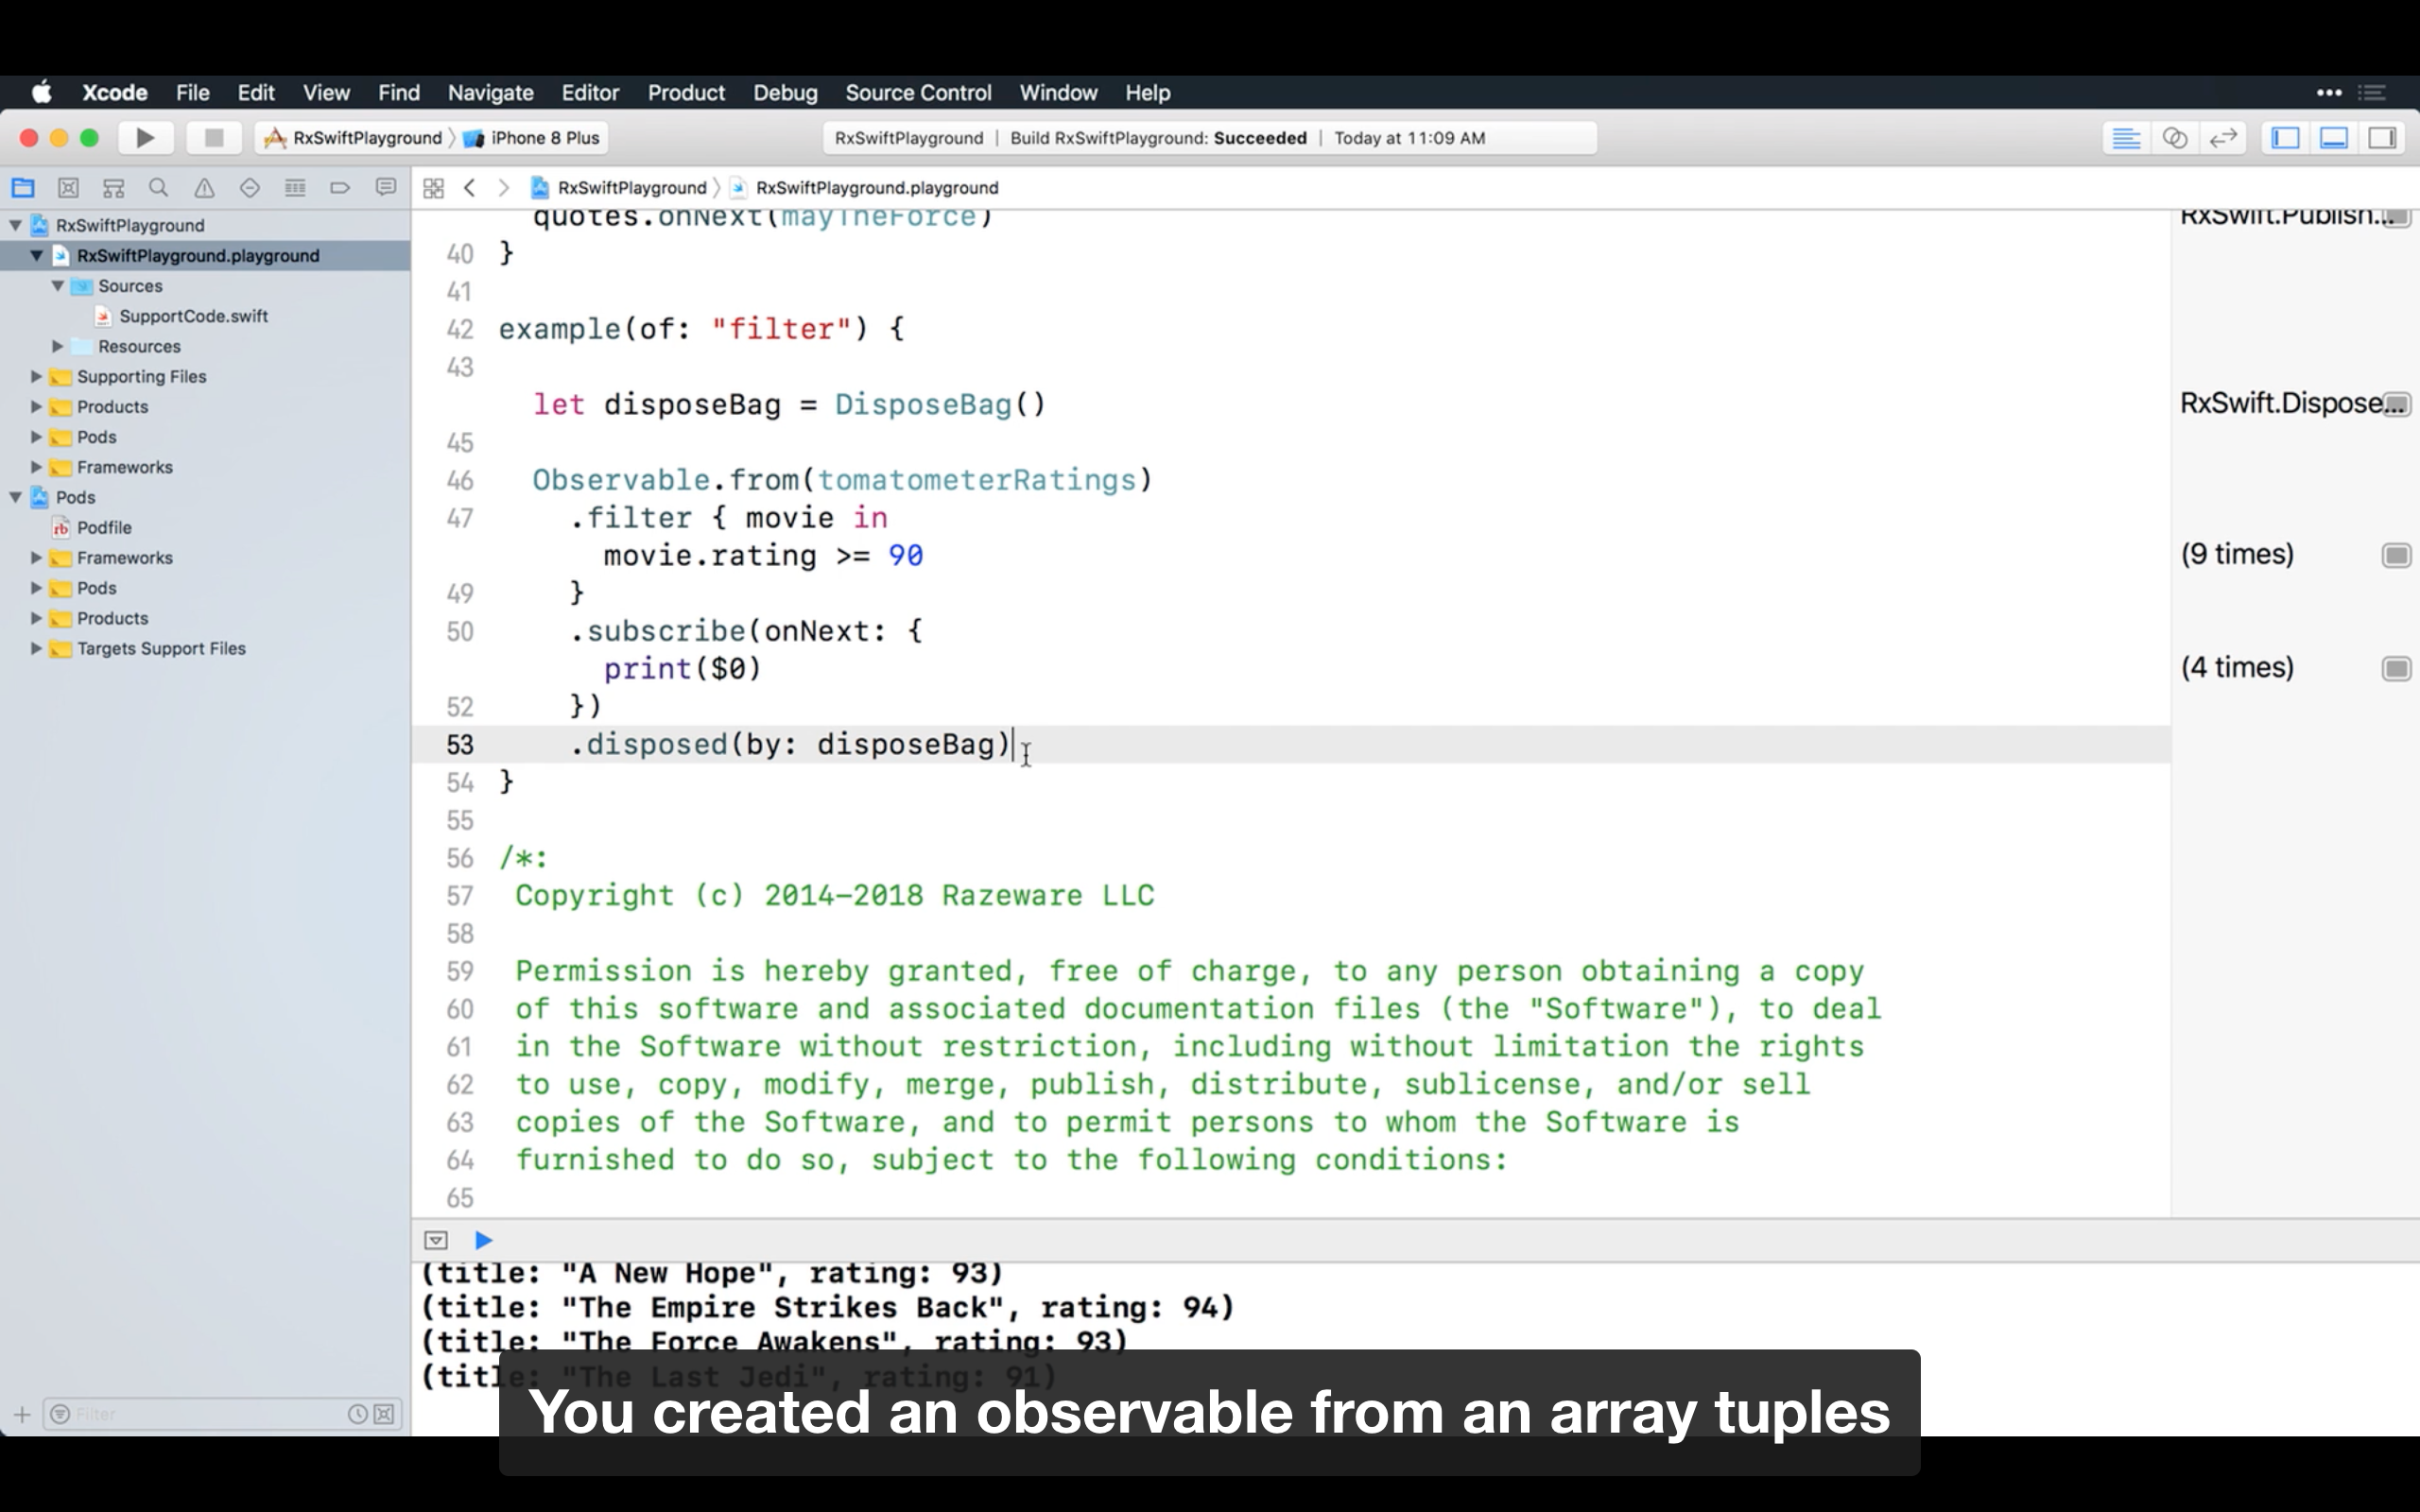 Xcode File Edit View Find Navigate Editor Product Debug Source Control Window Help
RxSwiftPlayground iPhone 8 Plus RxSwiftPlayground | Build RxSwiftPlayground: Succeeded | Today at 11:09 AM
RxSwiftPlayground RxSwiftPlayground.playground
RxSwiftPlayground
RxSwiftPlayground.playground
Sources
SupportCode.swift
Resources
Supporting Files
Products
Pods
Frameworks
Pods
Podfile
Frameworks
Pods
Products
Targets Support Files
Filter
quotes.onNext(mayTheForce)
40 }
41
42 example(of: "filter") {
43
let disposeBag = DisposeBag()
45
46 Observable.from(tomatometerRatings)
47 .filter { movie in
movie.rating >= 90
49 }
50 .subscribe(onNext: {
print($0)
52 })
53 .disposed(by: disposeBag)
54 }
55
56 /*:
57 Copyright (c) 2014-2018 Razeware LLC
58
59 Permission is hereby granted, free of charge, to any person obtaining a copy
60 of this software and associated documentation files (the "Software"), to deal
61 in the Software without restriction, including without limitation the rights
62 to use, copy, modify, merge, publish, distribute, sublicense, and/or sell
63 copies of the Software, and to permit persons to whom the Software is
64 furnished to do so, subject to the following conditions:
65
RxSwift.Publish...
RxSwift.Dispose...
(9 times)
(4 times)
(title: "A New Hope", rating: 93)
(title: "The Empire Strikes Back", rating: 94)
(title: "The Force Awakens", rating: 93)
(title: "The Last Jedi", rating: 91)
You created an observable from an array tuples